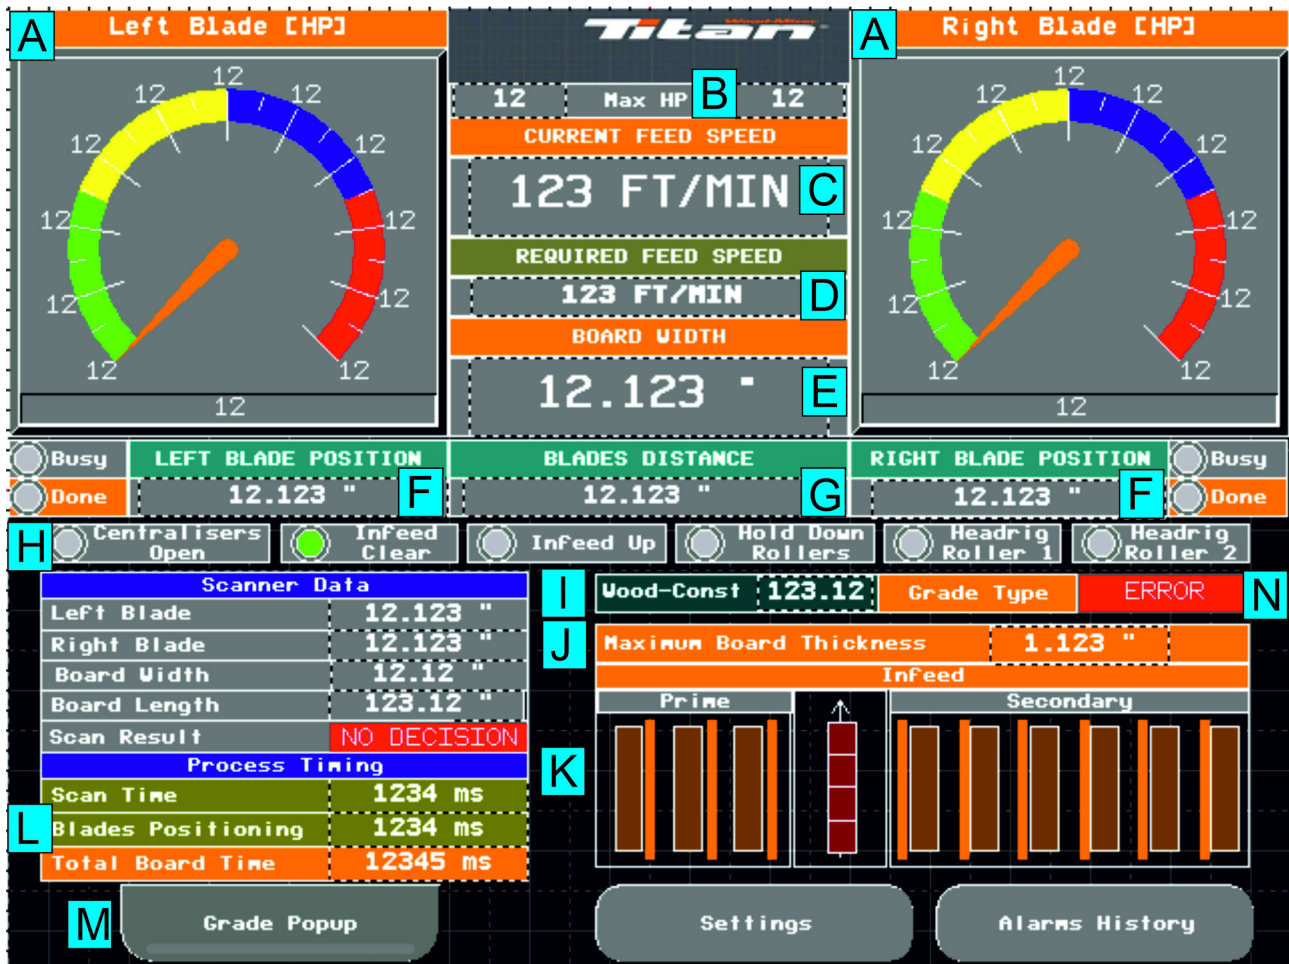 A
Left Blade [HP]
Wood-Mizer
Titan
A
Right Blade [HP]
12
12
12
12
12
12
12
12
12
12
12
12 Max HP B 12
CURRENT FEED SPEED
123 FT/MIN C
REQUIRED FEED SPEED
123 FT/MIN D
BOARD WIDTH
12.123 " E
12
12
12
12
12
12
12
12
12
12
12
Busy
Done
LEFT BLADE POSITION
12.123 " F
BLADES DISTANCE
12.123 " G
RIGHT BLADE POSITION
12.123 " F
Busy
Done
H
Centralisers
Open
Infeed
Clear
Infeed Up
Hold Down
Rollers
Headrig
Roller 1
Headrig
Roller 2
Scanner Data
Left Blade 12.123 "
Right Blade 12.123 "
Board Width 12.12 "
Board Length 123.12 "
Scan Result NO DECISION
Process Timing
Scan Time 1234 ms
L Blades Positioning 1234 ms
Total Board Time 12345 ms
M Grade Popup
I Wood-Const 123.12 Grade Type ERROR N
J Maximum Board Thickness 1.123 "
Infeed
Prime
Secondary
K
Settings
Alarms History